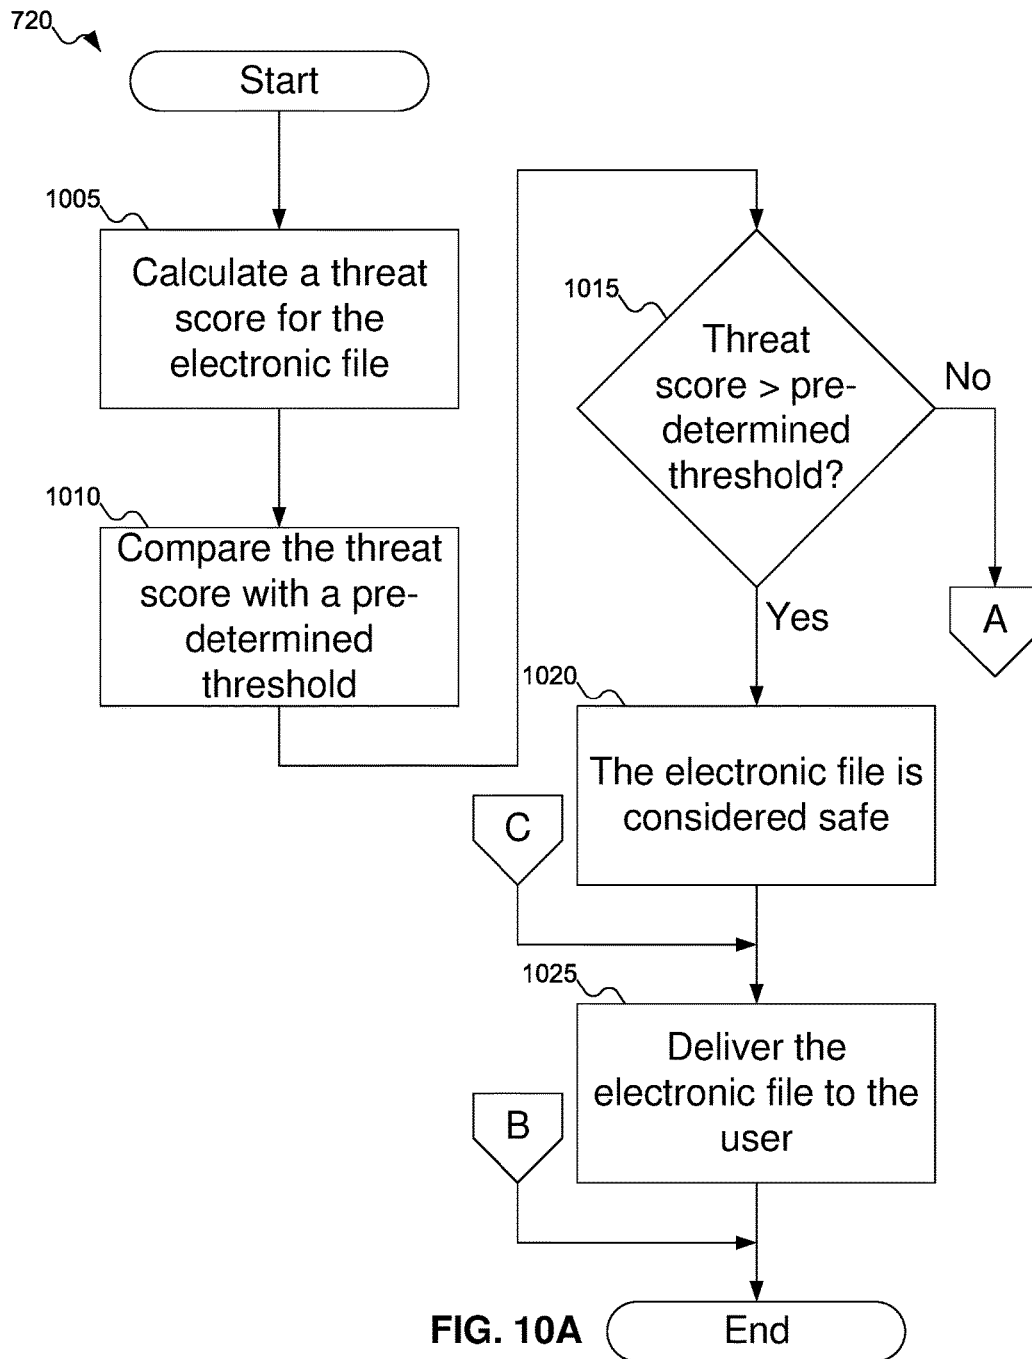 720
Start
1005
Calculate a threat
score for the
electronic file
1010
Compare the threat
score with a pre-
determined
threshold
1015
Threat
score > pre-
determined
threshold?
No
A
Yes
1020
The electronic file is
considered safe
C
1025
Deliver the
electronic file to the
user
B
End
FIG. 10A